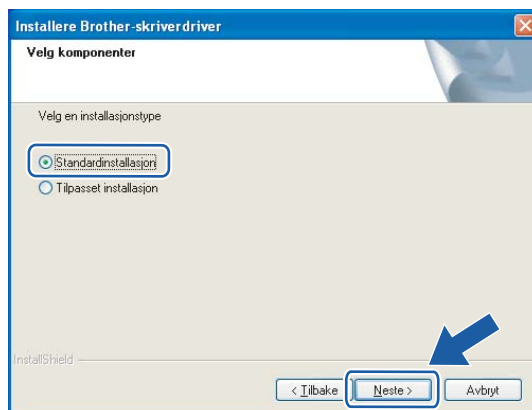 Installere Brother-skriverdriver
Velg komponenter
Velg en installasjonstype
Standardinstallasjon
Tilpasset installasjon
InstallShield
< Tilbake Neste > Avbryt